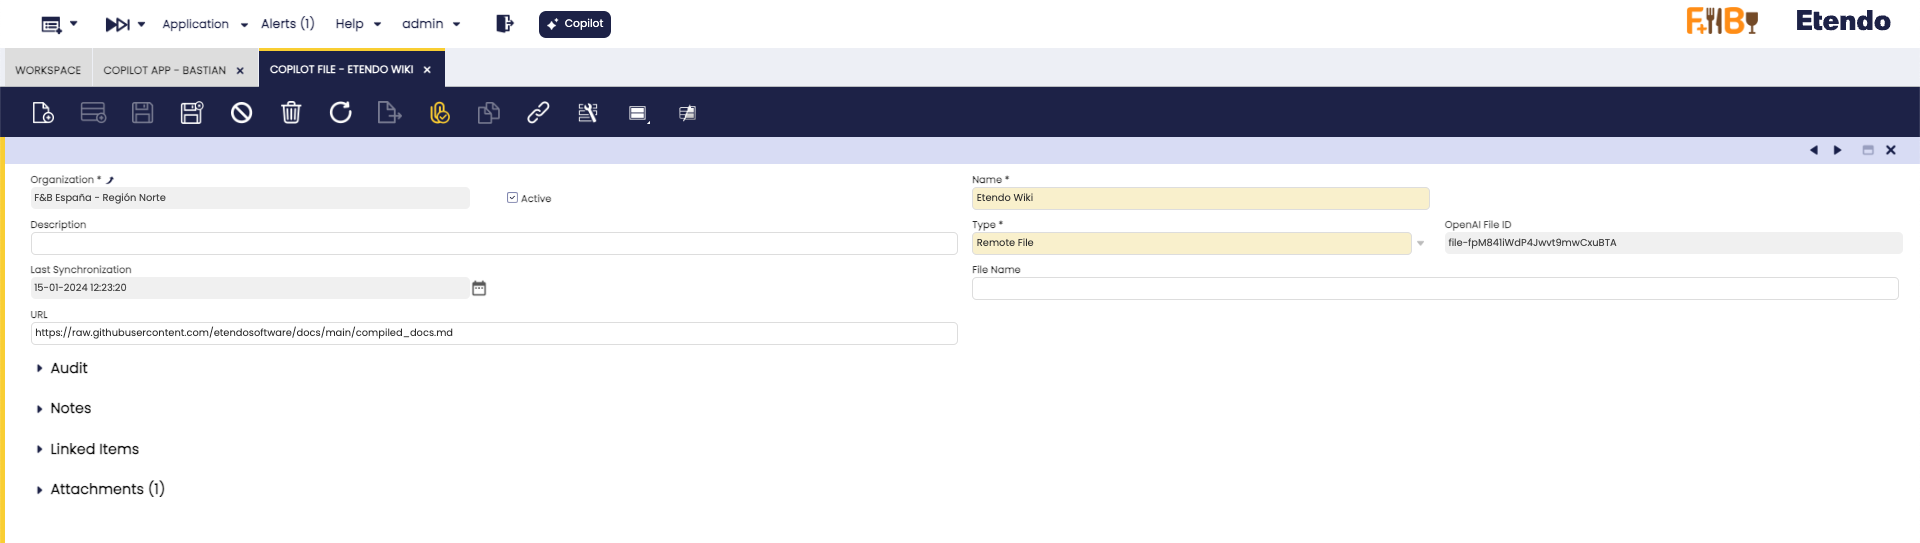 Application Alerts (1) Help admin Copilot F&B Etendo
WORKSPACE COPILOT APP - BASTIAN COPILOT FILE - ETENDO WIKI
Organization * Name *
F&B España - Región Norte Active Etendo Wiki
Description Type * OpenAI File ID
Remote File file-fpM841iWdP4Jwvt9mwCxuBTA
Last Synchronization File Name
15-01-2024 12:23:20
URL
https://raw.githubusercontent.com/etendosoftware/docs/main/compiled_docs.md
Audit
Notes
Linked Items
Attachments (1)